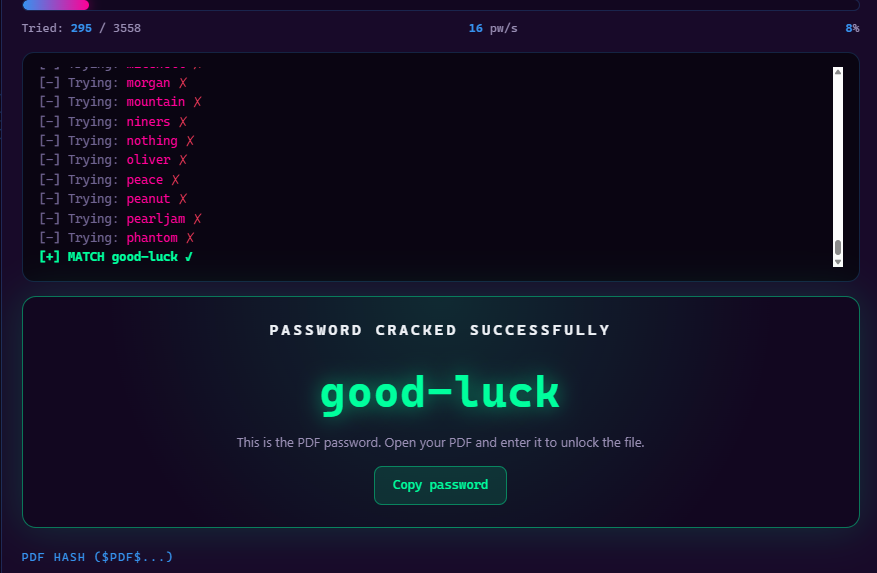 Tried: 295 / 3558 16 pw/s 8%
[-] Trying: morgan ✗
[-] Trying: mountain ✗
[-] Trying: niners ✗
[-] Trying: nothing ✗
[-] Trying: oliver ✗
[-] Trying: peace ✗
[-] Trying: peanut ✗
[-] Trying: pearljam ✗
[-] Trying: phantom ✗
[+] MATCH good-luck ✓
PASSWORD CRACKED SUCCESSFULLY
good-luck
This is the PDF password. Open your PDF and enter it to unlock the file.
Copy password
PDF HASH ($PDF$...)